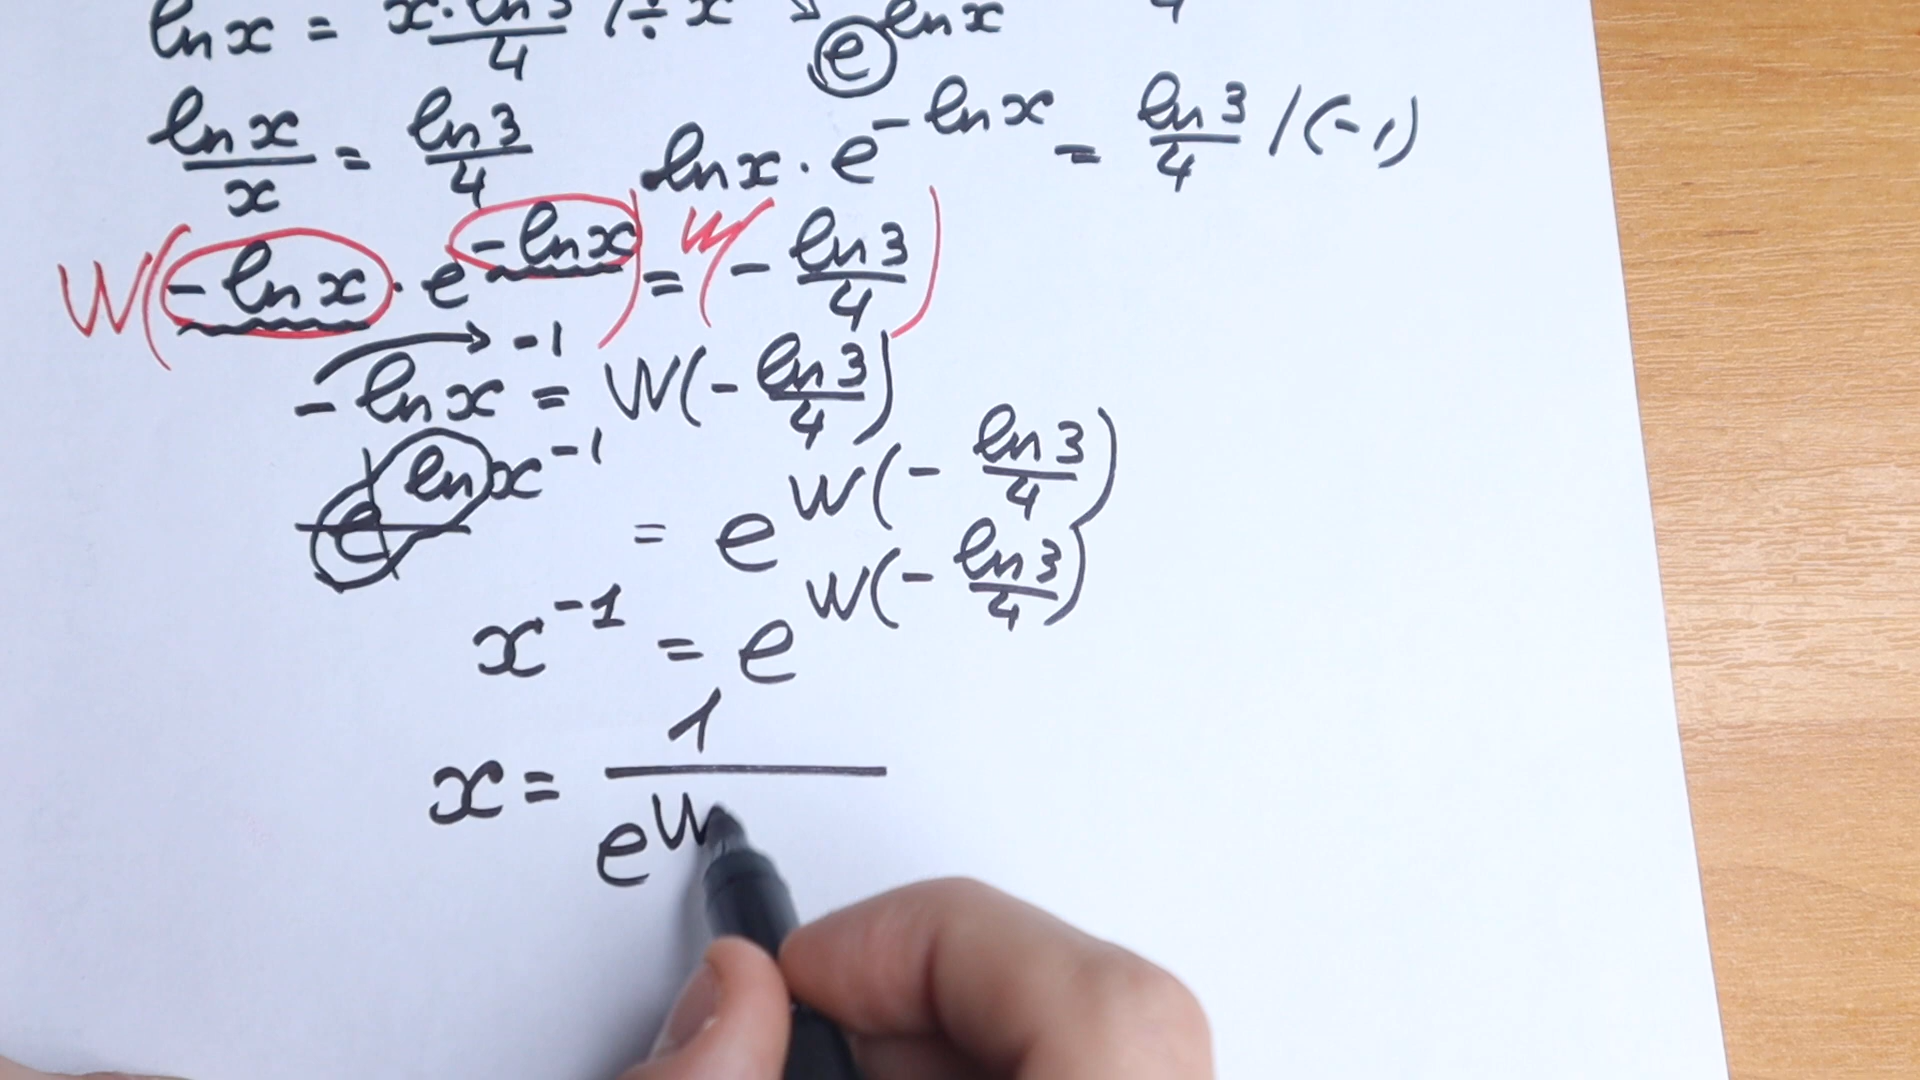 ln x = x·ln3/4 /÷x
e^ln x 4
ln x/x = ln3/4
ln x · e^-ln x = ln3/4 /(-1)
W(-ln x · e^-ln x) = W(-ln3/4)
-ln x = W(-ln3/4) -1
e^ln x^-1 = e^W(-ln3/4)
x^-1 = e^W(-ln3/4)
x = 1/e^W